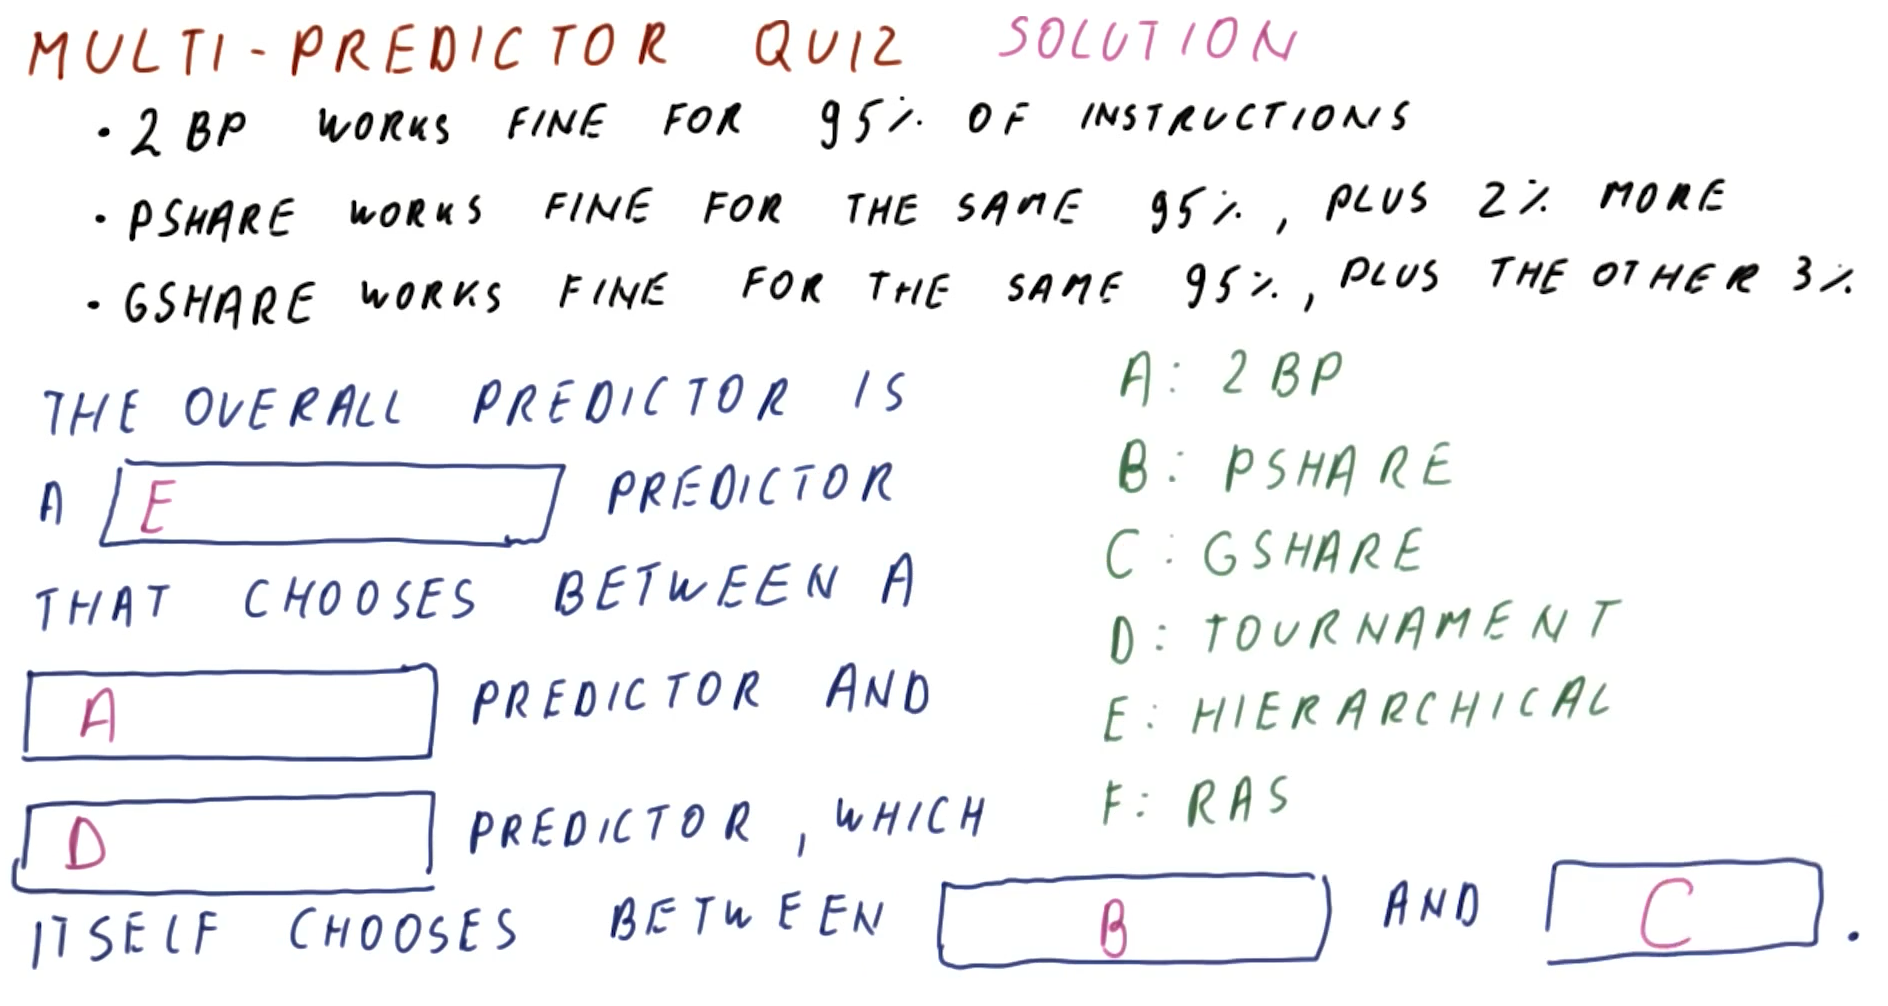 MULTI-PREDICTOR QUIZ SOLUTION
• 2BP WORKS FINE FOR 95% OF INSTRUCTIONS
• PSHARE WORKS FINE FOR THE SAME 95%, PLUS 2% MORE
• GSHARE WORKS FINE FOR THE SAME 95%, PLUS THE OTHER 3%
THE OVERALL PREDICTOR IS
A E PREDICTOR
THAT CHOOSES BETWEEN A
A PREDICTOR AND
D PREDICTOR, WHICH
ITSELF CHOOSES BETWEEN B AND C.
A: 2BP
B: PSHARE
C: GSHARE
D: TOURNAMENT
E: HIERARCHICAL
F: RAS